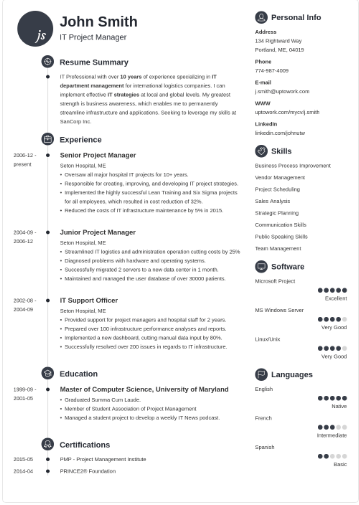 js
John Smith
IT Project Manager
Resume Summary
IT Professional with over 10 years of experience specializing in IT
department management for international logistics companies. I can
implement effective IT strategies at local and global levels. My greatest
strength is business awareness, which enables me to permanently
streamline infrastructure and applications. Seeking to leverage my skills at
SanCorp Inc.
Experience
2006-12 -
present
Senior Project Manager
Seton Hospital, ME
• Oversaw all major hospital IT projects for 10+ years.
• Responsible for creating, improving, and developing IT project strategies.
• Implemented the highly successful Lean Training and Six Sigma projects
for all employees, which resulted in cost reduction of 32%.
• Reduced the costs of IT infrastructure maintenance by 5% in 2015.
2004-09 -
2006-12
Junior Project Manager
Seton Hospital, ME
• Streamlined IT logistics and administration operation cutting costs by 25%
• Diagnosed problems with hardware and operating systems.
• Successfully migrated 2 servers to a new data center in 1 month.
• Maintained and managed the user database of over 30000 patients.
2002-08 -
2004-09
IT Support Officer
Seton Hospital, ME
• Provided support for project managers and hospital staff for 2 years.
• Prepared over 100 infrastructure performance analyses and reports.
• Implemented a new dashboard, cutting manual data input by 80%.
• Successfully resolved over 200 issues in regards to IT infrastructure.
Education
2001-05
Master of Computer Science, University of Maryland
• Graduated Summa Cum Laude.
• Member of Student Association of Project Management.
• Managed a student project to develop a weekly IT News podcast.
Certifications
2015-05
PMP - Project Management Institute
2014-04
PRINCE2® Foundation
Personal Info
Address
134 Rightward Way
Portland, ME, 04019
Phone
774-987-4009
E-mail
j.smith@uptowork.com
WWW
uptowork.com/mycv/j.smith
LinkedIn
linkedin.com/johnutw
Skills
Business Process Improvement
Vendor Management
Project Scheduling
Sales Analysis
Strategic Planning
Communication Skills
Public Speaking Skills
Team Management
Software
Microsoft Project
Excellent
MS Windows Server
Very Good
Linux/Unix
Very Good
Languages
English
Native
French
Intermediate
Spanish
Basic